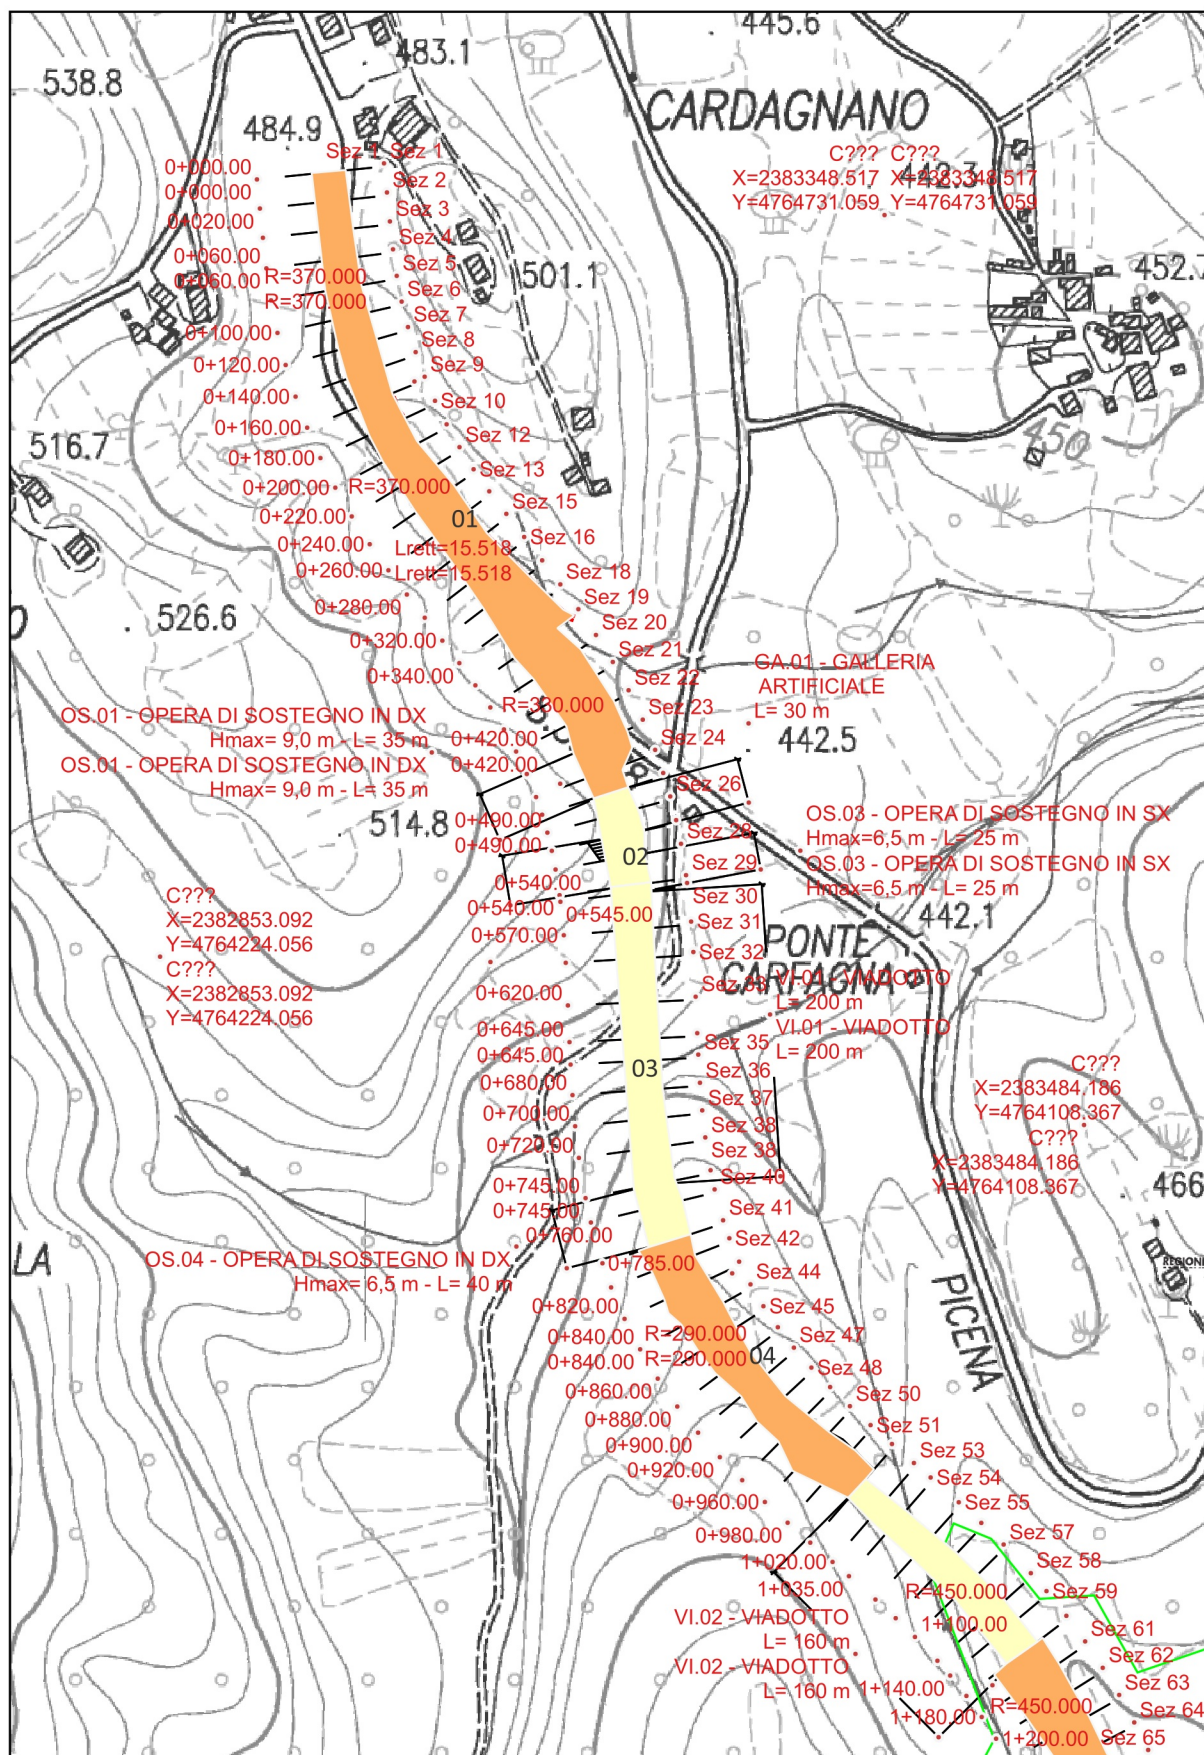 445.6
483.1
538.8
CARDAGNANO
484.9
Sez 1 Sez 1
C??? C???
0+000.00
Sez 2
X=2383348.517 X=2383348.517
442.3
0+000.00
Y=4764731.059 Y=4764731.059
Sez 3
0+020.00
Sez 4
0+060.00
Sez 5
452.7
0+060.00
R=370.000
501.1
R=370.000
Sez 6
Sez 7
0+100.00
Sez 8
0+120.00
Sez 9
0+140.00
Sez 10
0+160.00
Sez 12
450
516.7
0+180.00
Sez 13
0+200.00
R=370.000
Sez 15
0+220.00
01
Sez 16
0+240.00
Lrett=15.518
0+260.00
Lrett=15.518
Sez 18
0+280.00
Sez 19
526.6
Sez 20
0+320.00
Sez 21
GA.01 - GALLERIA
ARTIFICIALE
L= 30 m
0+340.00
Sez 22
R=330.000
Sez 23
OS.01 - OPERA DI SOSTEGNO IN DX
Hmax= 9,0 m - L= 35 m
0+420.00
Sez 24
442.5
OS.01 - OPERA DI SOSTEGNO IN DX
Hmax= 9,0 m - L= 35 m
0+420.00
Sez 26
514.8
0+490.00
Sez 28
OS.03 - OPERA DI SOSTEGNO IN SX
Hmax=6,5 m - L= 25 m
0+490.00
02
Sez 29
OS.03 - OPERA DI SOSTEGNO IN SX
Hmax=6,5 m - L= 25 m
0+540.00
Sez 30
C???
X=2382853.092
Y=4764224.056
0+540.00
0+545.00
Sez 31
442.1
0+570.00
PONTE
CARFAGNA
Sez 32
C???
X=2382853.092
Y=4764224.056
0+620.00
Sez 33
VI.01 - VIADOTTO
L= 200 m
0+645.00
VI.01 - VIADOTTO
L= 200 m
0+645.00
Sez 35
03
Sez 36
C???
X=2383484.186
Y=4764108.367
0+680.00
Sez 37
0+700.00
Sez 38
C???
X=2383484.186
Y=4764108.367
0+720.00
Sez 38
0+745.00
Sez 40
466
0+745.00
Sez 41
0+760.00
Sez 42
LA
OS.04 - OPERA DI SOSTEGNO IN DX
Hmax= 6,5 m - L= 40 m
0+785.00
Sez 44
REGIONE
0+820.00
Sez 45
PICENA
0+840.00
R=290.000
Sez 47
0+840.00
R=290.000
04
Sez 48
0+860.00
Sez 50
0+880.00
Sez 51
0+900.00
Sez 53
0+920.00
Sez 54
0+960.00
Sez 55
0+980.00
Sez 57
1+020.00
Sez 58
1+035.00
R=450.000
Sez 59
VI.02 - VIADOTTO
L= 160 m
1+100.00
Sez 61
VI.02 - VIADOTTO
L= 160 m
Sez 62
1+140.00
Sez 63
R=450.000
1+180.00
Sez 64
1+200.00
Sez 65